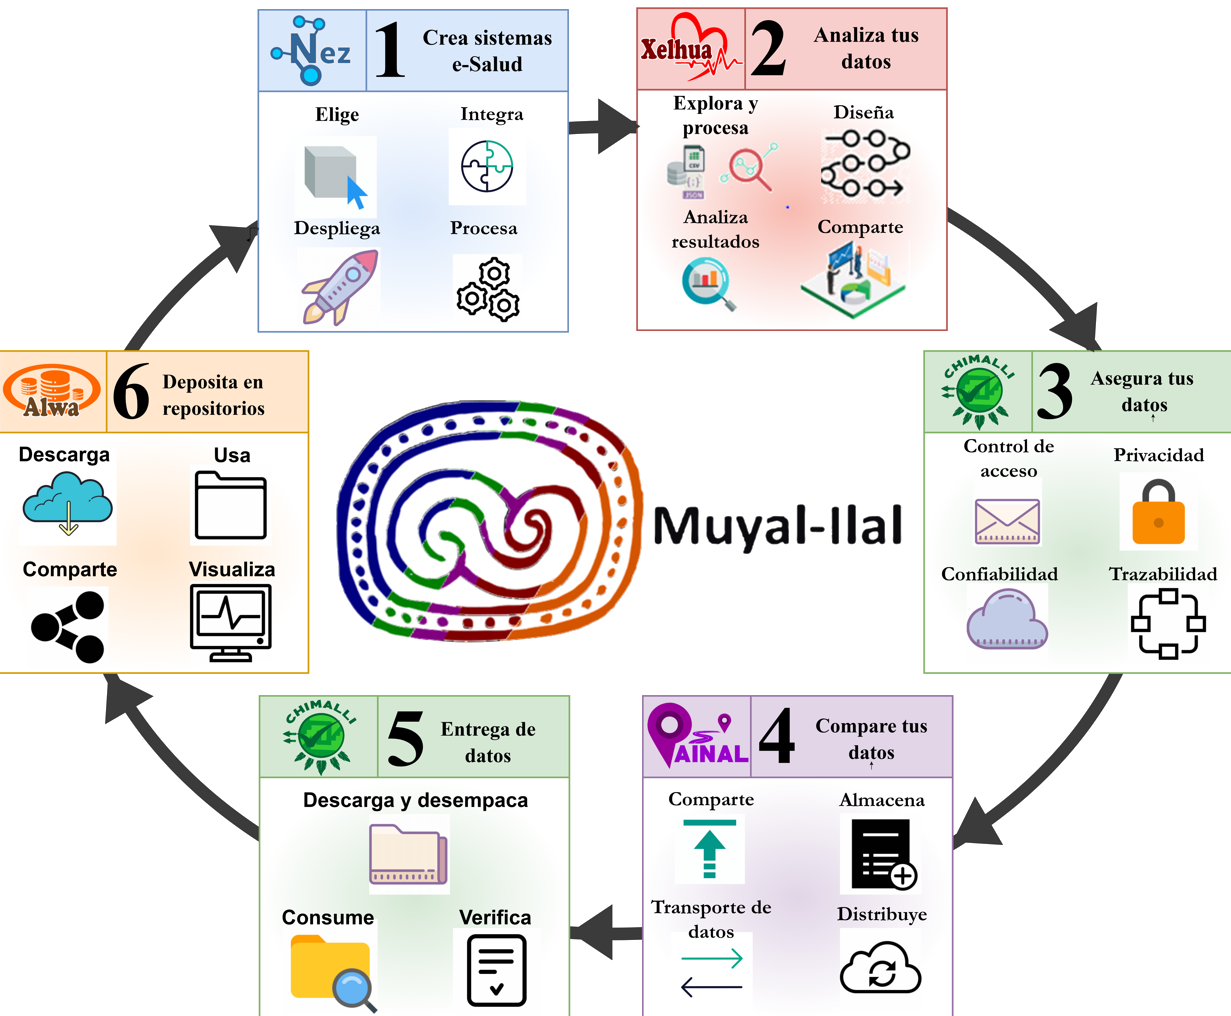 Nez
1
Crea sistemas
e-Salud
Elige
Integra
Despliega
Procesa
Xelhua
2
Analiza tus
datos
Explora y
procesa
CSV
{;}
JSON
Diseña
Analiza
resultados
Comparte
CHIMALLI
3
Asegura tus
datos
Control de
acceso
Privacidad
Confiabilidad
Trazabilidad
PAINAL
4
Compare tus
datos
Comparte
Almacena
Transporte de
datos
Distribuye
CHIMALLI
5
Entrega de
datos
Descarga y desempaca
Consume
Verifica
Alwa
6
Deposita en
repositorios
Descarga
Usa
Comparte
Visualiza
Muyal-Ilal